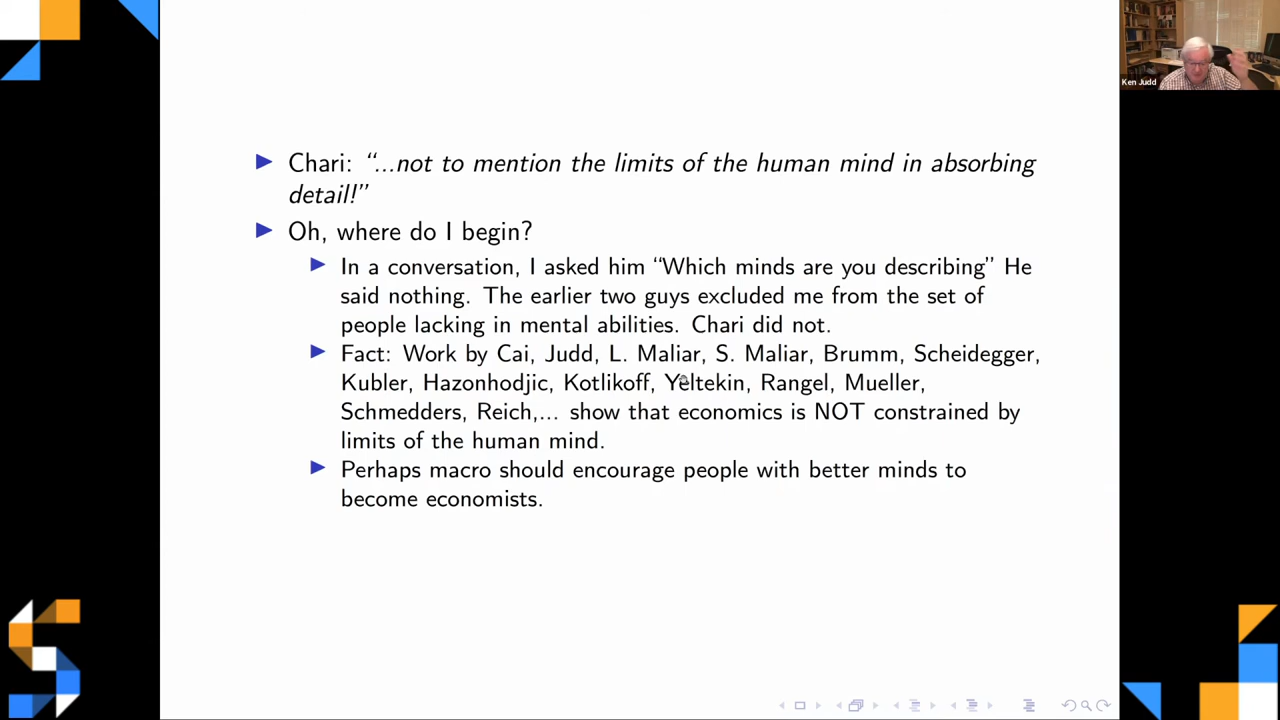 Ken Judd
▶ Chari: “...not to mention the limits of the human mind in absorbing
detail!”
▶ Oh, where do I begin?
▶ In a conversation, I asked him “Which minds are you describing” He
said nothing. The earlier two guys excluded me from the set of
people lacking in mental abilities. Chari did not.
▶ Fact: Work by Cai, Judd, L. Maliar, S. Maliar, Brumm, Scheidegger,
Kubler, Hazonhodjic, Kotlikoff, Yeltekin, Rangel, Mueller,
Schmedders, Reich,... show that economics is NOT constrained by
limits of the human mind.
▶ Perhaps macro should encourage people with better minds to
become economists.